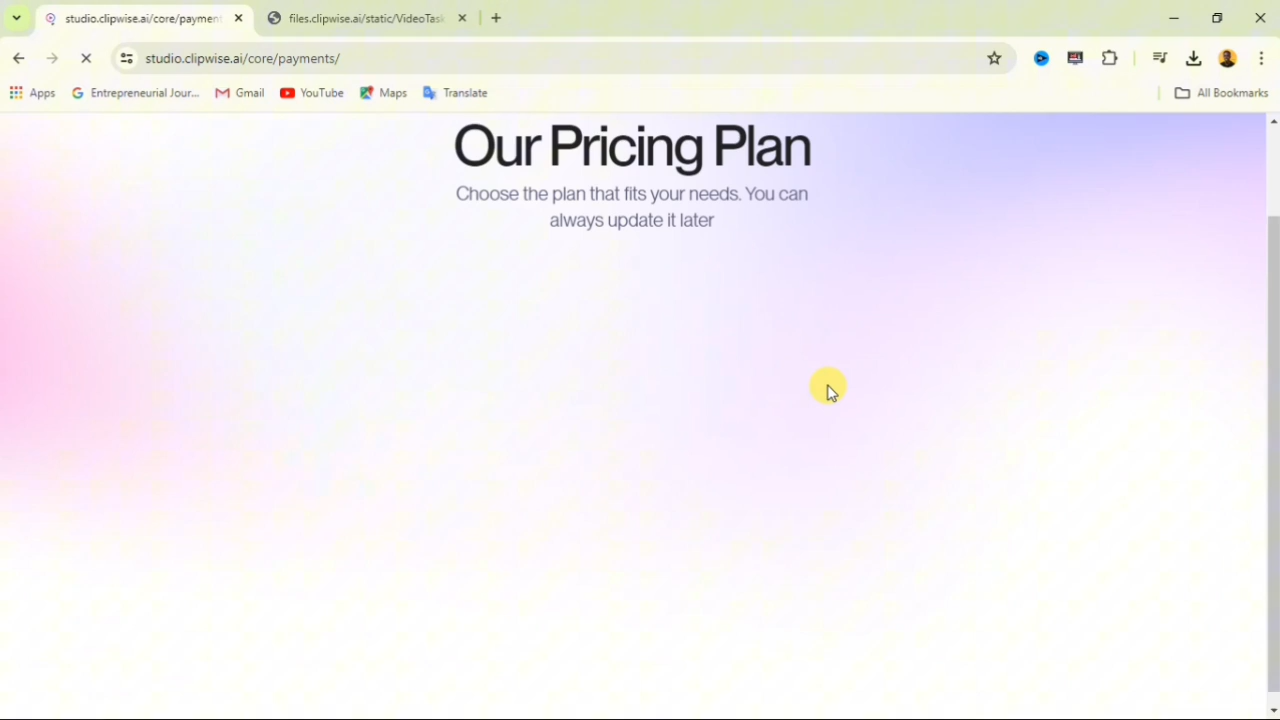 studio.clipwise.ai/core/paymen
files.clipwise.ai/static/VideoTas
studio.clipwise.ai/core/payments/
Apps
Entrepreneurial Jour...
Gmail
YouTube
Maps
Translate
All Bookmarks
Our Pricing Plan
Choose the plan that fits your needs. You can
always update it later